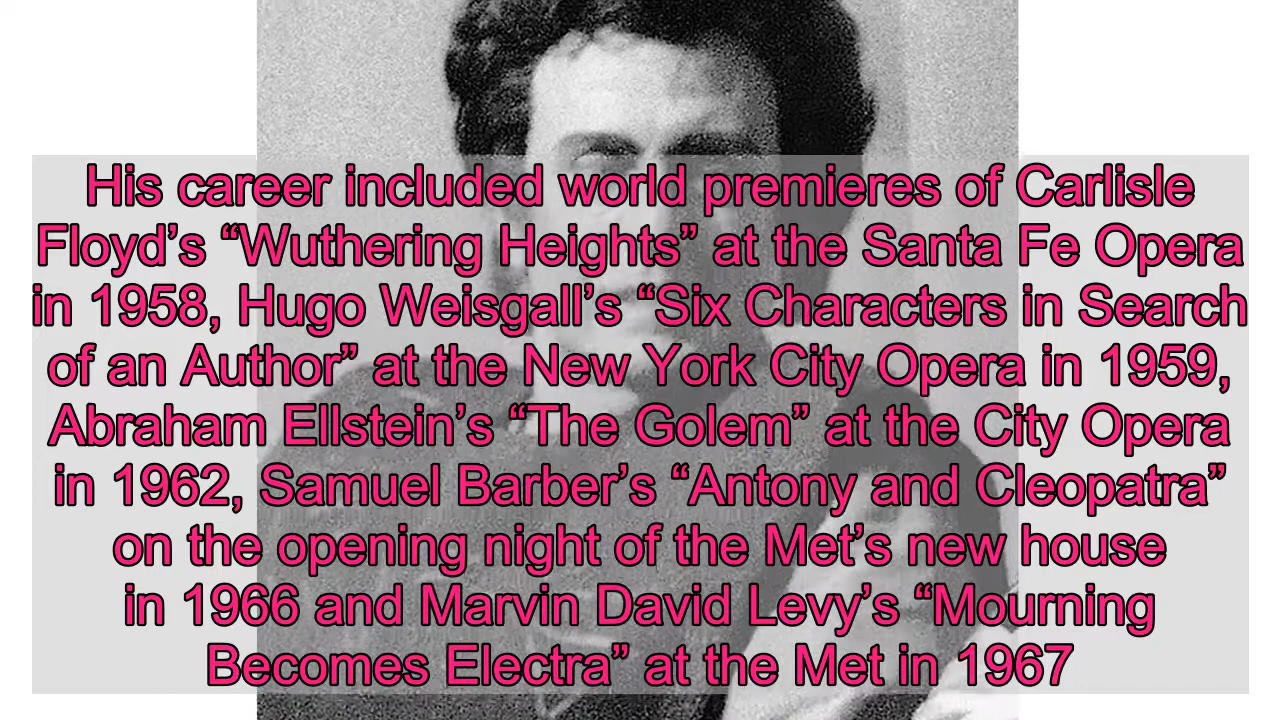 His career included world premieres of Carlisle
Floyd’s “Wuthering Heights” at the Santa Fe Opera
in 1958, Hugo Weisgall’s “Six Characters in Search
of an Author” at the New York City Opera in 1959,
Abraham Ellstein’s “The Golem” at the City Opera
in 1962, Samuel Barber’s “Antony and Cleopatra”
on the opening night of the Met’s new house
in 1966 and Marvin David Levy’s “Mourning
Becomes Electra” at the Met in 1967